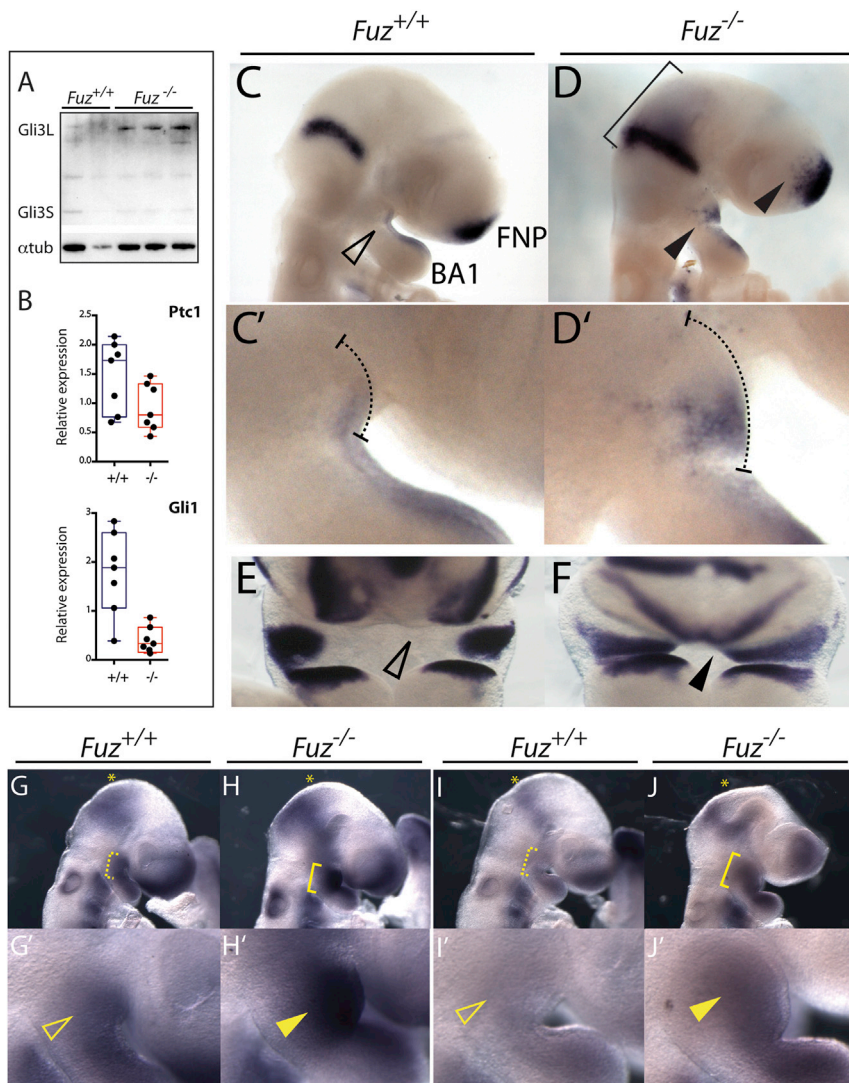 Fuz+/+
Fuz-/-
A
Fuz+/+ Fuz-/-
Gli3L
Gli3S
αtub
B
Ptc1
Relative expression
2.5
2.0
1.5
1.0
0.5
0.0
+/+ -/-
Gli1
Relative expression
3
2
1
0
+/+ -/-
C
FNP
BA1
D
C'
D'
E
F
Fuz+/+
Fuz-/-
Fuz+/+
Fuz-/-
G
*
H
*
I
*
J
*
G'
H'
I'
J'